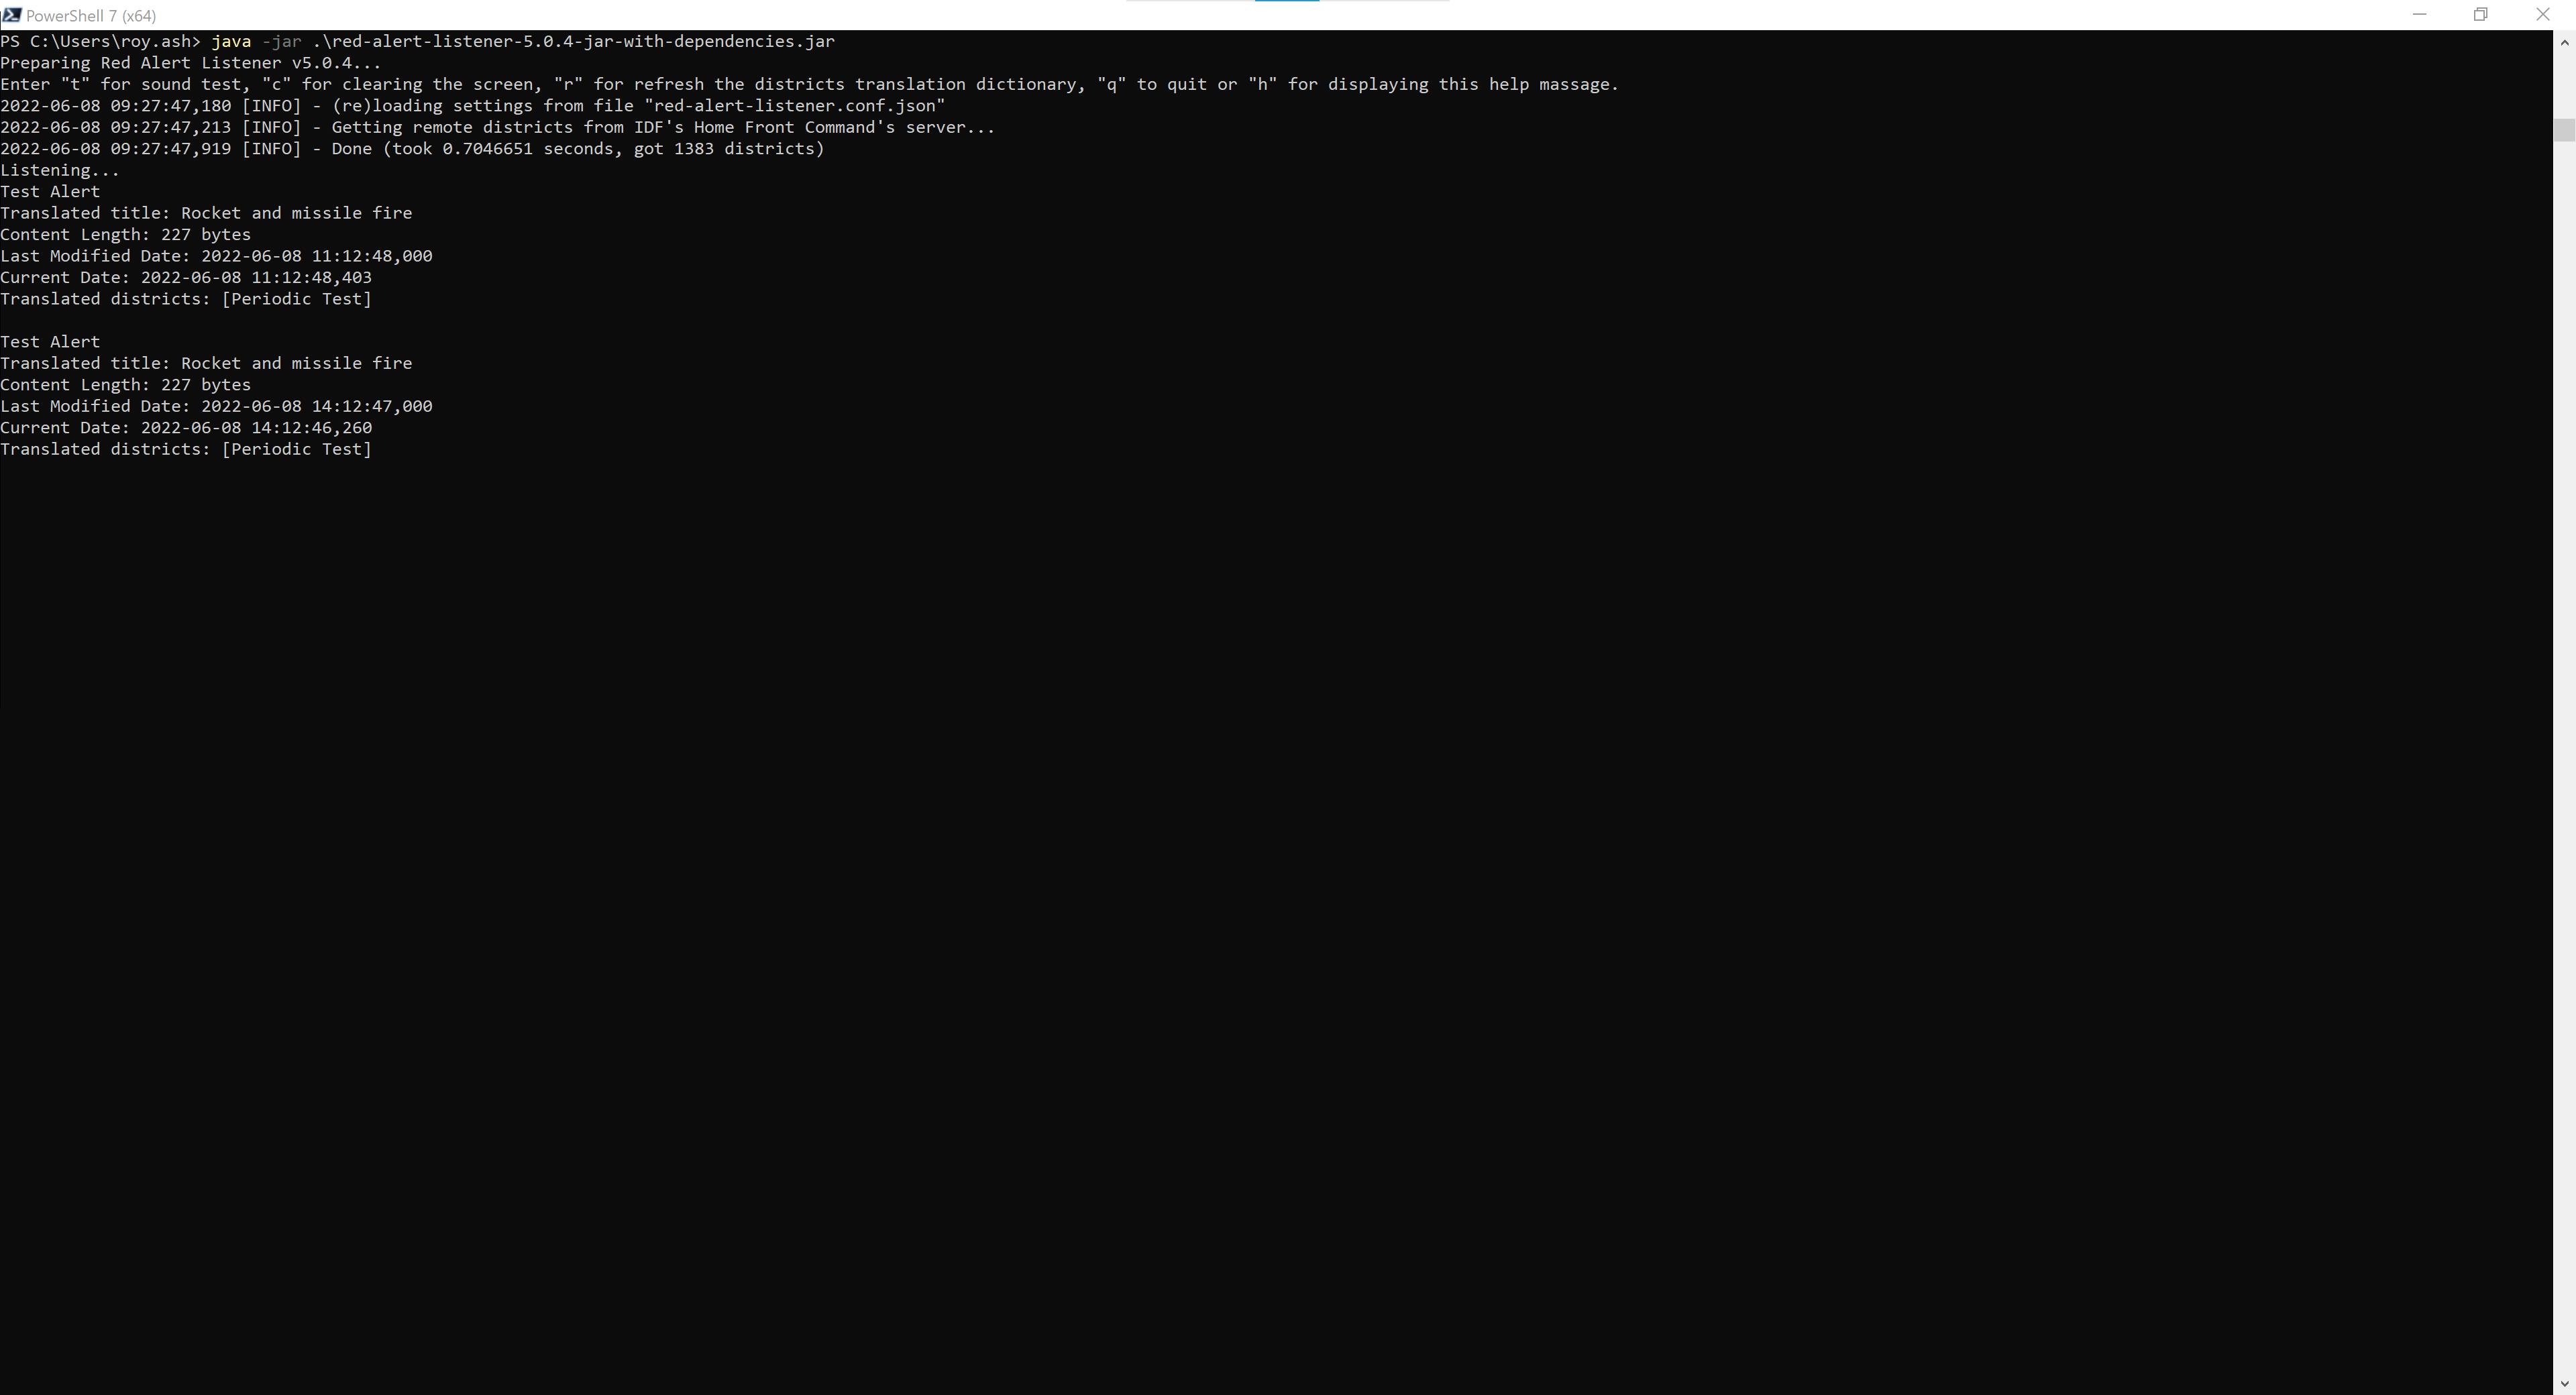 PowerShell 7 (x64)
PS C:\Users\roy.ash> java -jar .\red-alert-listener-5.0.4-jar-with-dependencies.jar
Preparing Red Alert Listener v5.0.4...
Enter "t" for sound test, "c" for clearing the screen, "r" for refresh the districts translation dictionary, "q" to quit or "h" for displaying this help massage.
2022-06-08 09:27:47,180 [INFO] - (re)loading settings from file "red-alert-listener.conf.json"
2022-06-08 09:27:47,213 [INFO] - Getting remote districts from IDF's Home Front Command's server...
2022-06-08 09:27:47,919 [INFO] - Done (took 0.7046651 seconds, got 1383 districts)
Listening...
Test Alert
Translated title: Rocket and missile fire
Content Length: 227 bytes
Last Modified Date: 2022-06-08 11:12:48,000
Current Date: 2022-06-08 11:12:48,403
Translated districts: [Periodic Test]
Test Alert
Translated title: Rocket and missile fire
Content Length: 227 bytes
Last Modified Date: 2022-06-08 14:12:47,000
Current Date: 2022-06-08 14:12:46,260
Translated districts: [Periodic Test]